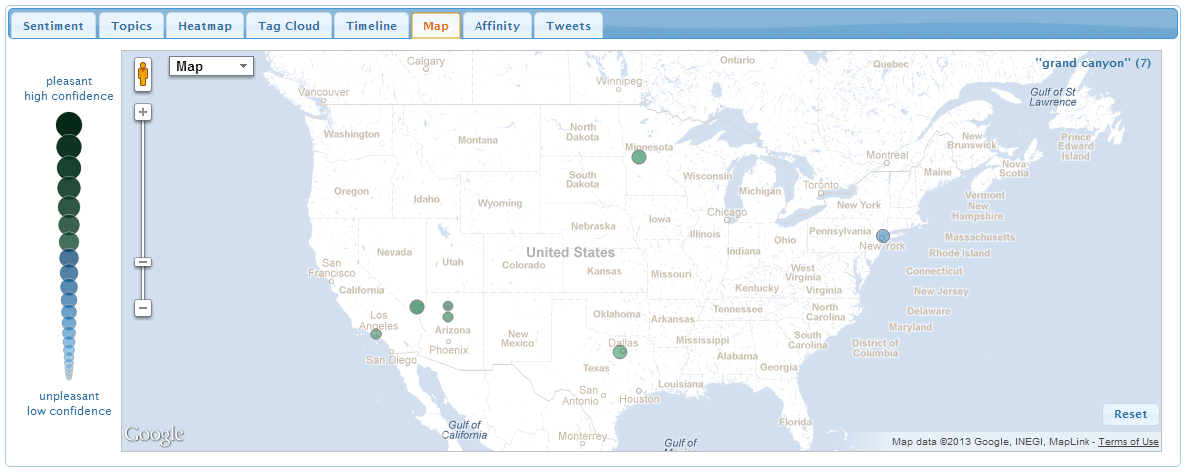 Sentiment
Topics
Heatmap
Tag Cloud
Timeline
Map
Affinity
Tweets
pleasant
high confidence
unpleasant
low confidence
Map
"grand canyon" (7)
Calgary
Ontario
Quebec
Gulf of St
Lawrence
Vancouver
Winnipeg
Washington
Montana
North
Dakota
Minnesota
Montreal
New
Brunswick
Prince
Edward
Island
Nova
Scotia
Maine
Oregon
Idaho
Wyoming
South
Dakota
Wisconsin
Michigan
Toronto
Vermont
New
Hampshire
New York
Chicago
Iowa
Nebraska
Illinois
Indiana
Ohio
Pennsylvania
New York
Massachusetts
Rhode Island
Connecticut
New Jersey
Delaware
Maryland
District of
Columbia
Nevada
Utah
Colorado
United States
Kansas
Missouri
West
Virginia
Virginia
Kentucky
San
Francisco
California
Los
Angeles
San Diego
Arizona
Phoenix
New
Mexico
Oklahoma
Arkansas
Tennessee
North
Carolina
South
Carolina
Mississippi
Alabama
Georgia
Dallas
Texas
Louisiana
San
Antonio
Houston
Florida
Monterrey
Gulf of
California
Gulf of
Reset
Google
Map data ©2013 Google, INEGI, MapLink - Terms of Use